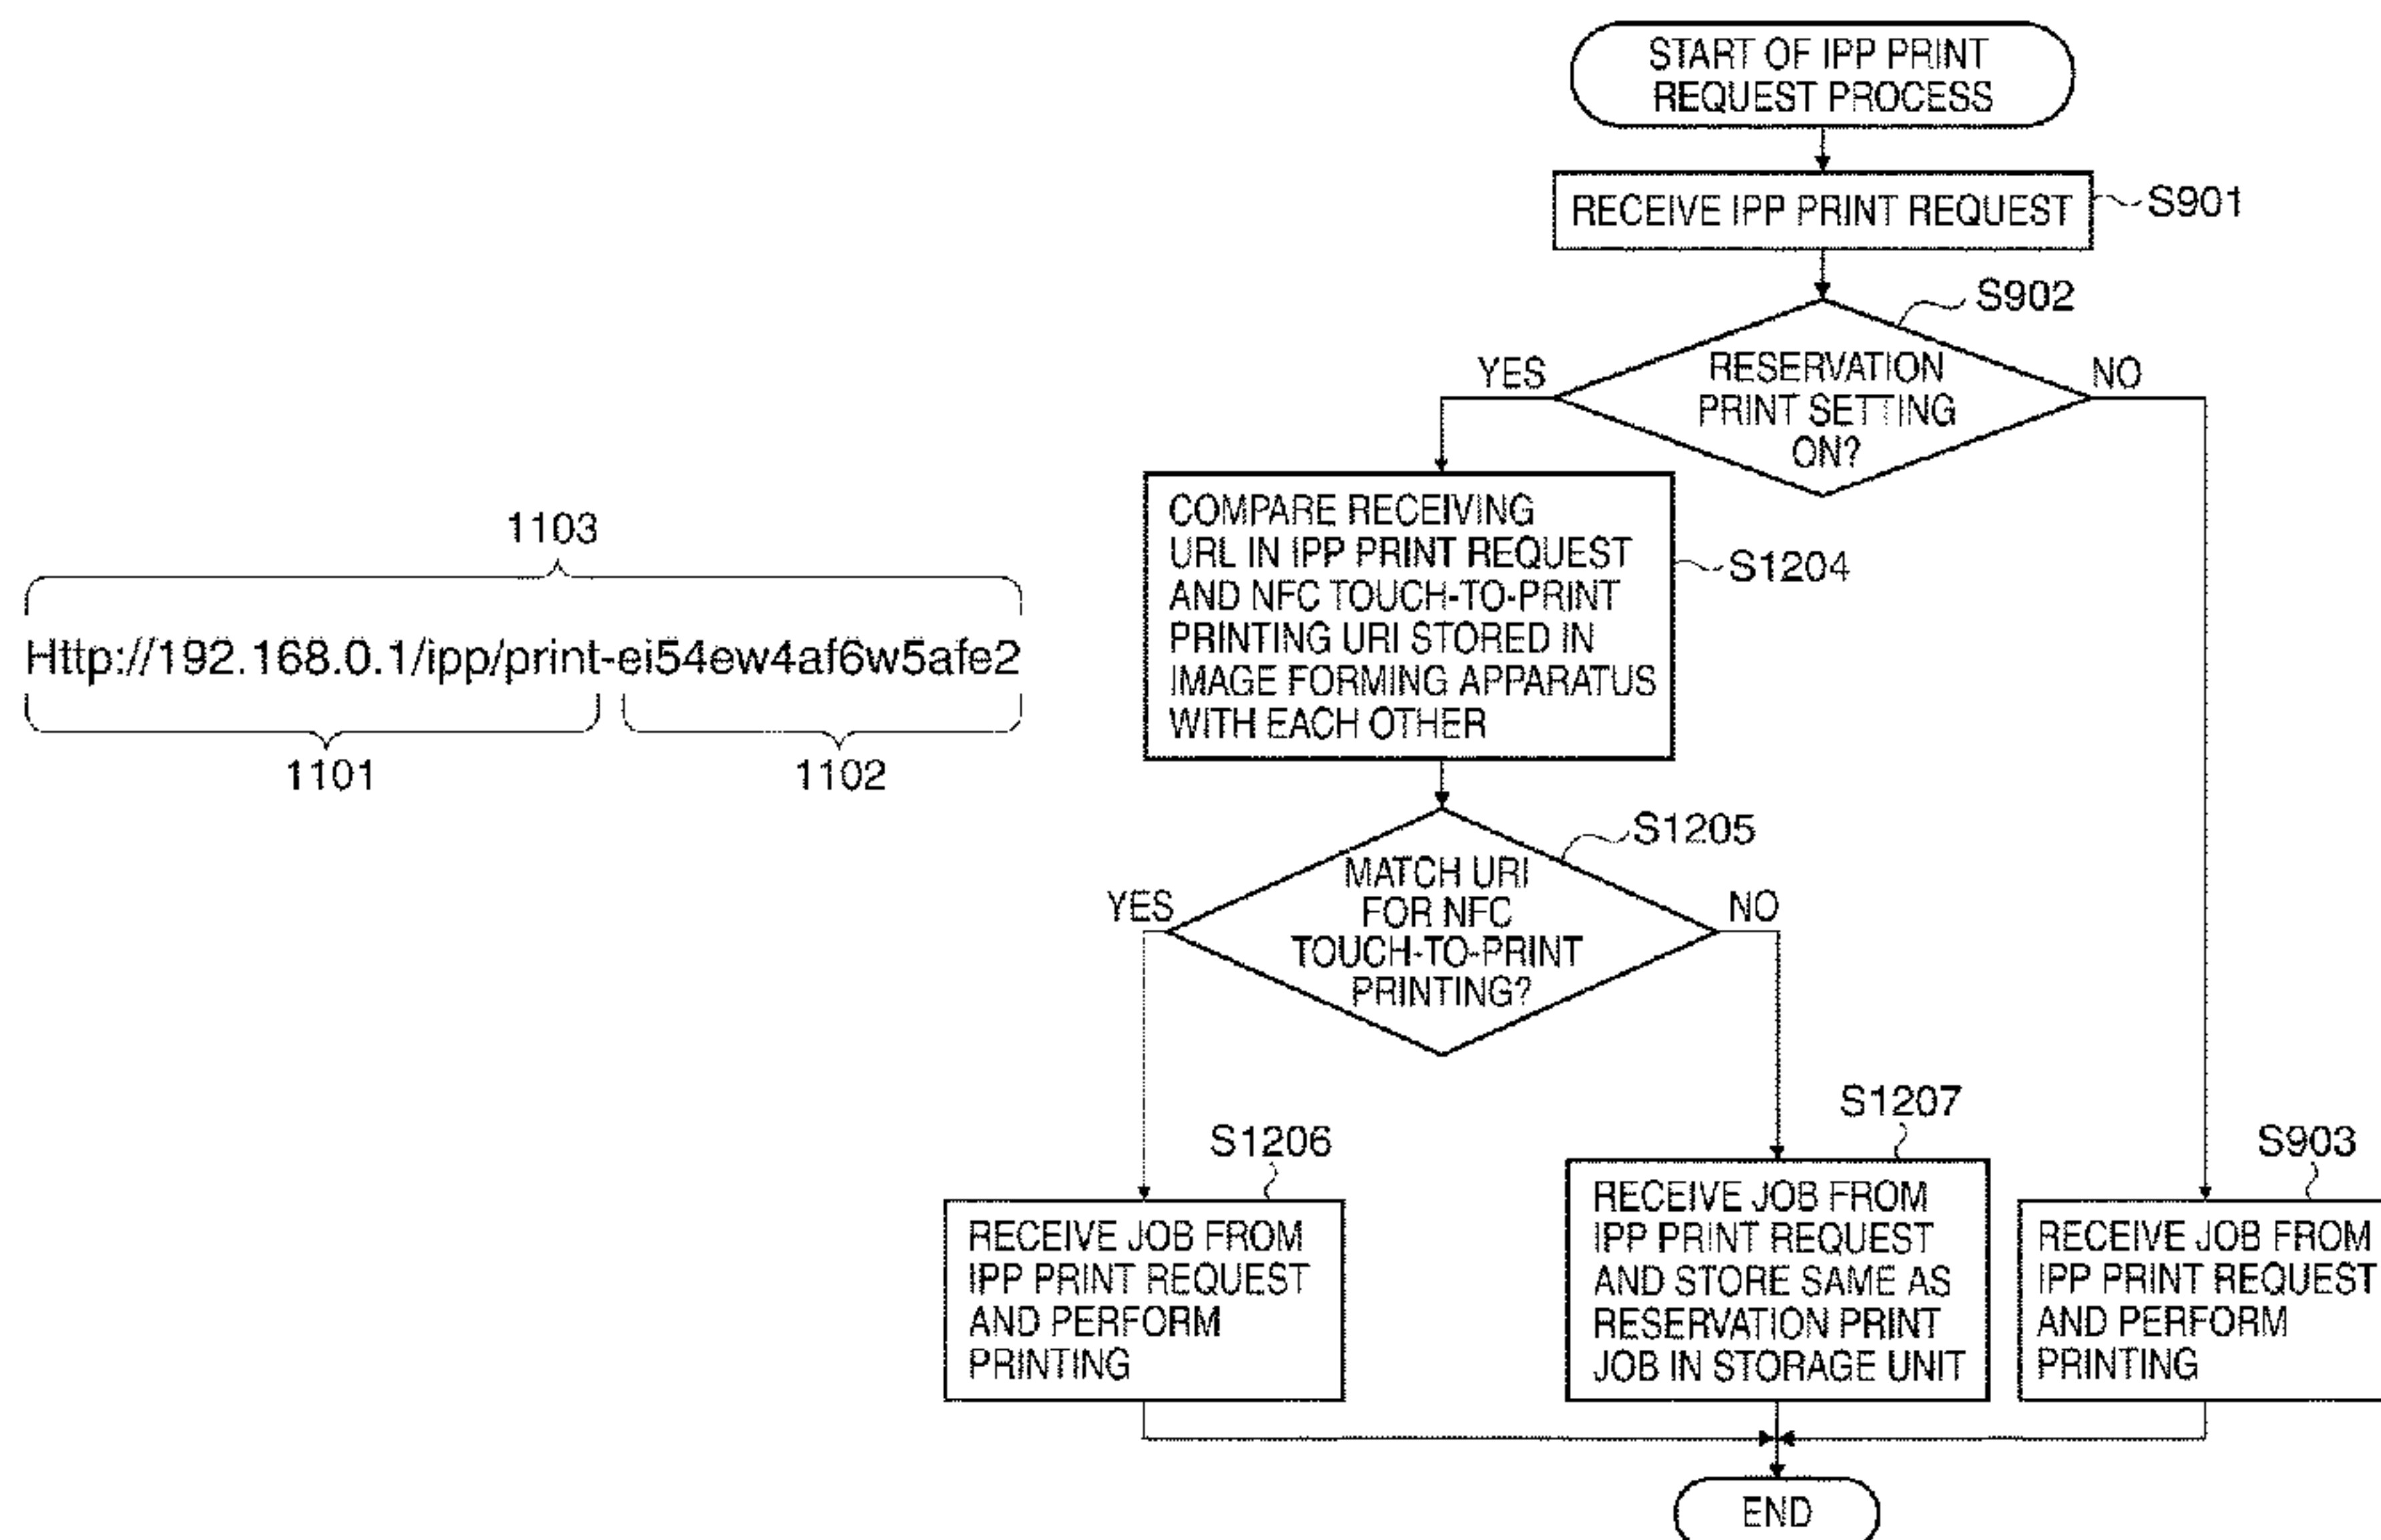 1103
Http://192.168.0.1/ipp/print-ei54ew4af6w5afe2
1101
1102
START OF IPP PRINT
REQUEST PROCESS
RECEIVE IPP PRINT REQUEST
S901
S902
RESERVATION
PRINT SETTING
ON?
YES
NO
COMPARE RECEIVING
URL IN IPP PRINT REQUEST
AND NFC TOUCH-TO-PRINT
PRINTING URI STORED IN
IMAGE FORMING APPARATUS
WITH EACH OTHER
S1204
S1205
MATCH URI
FOR NFC
TOUCH-TO-PRINT
PRINTING?
YES
NO
S1206
RECEIVE JOB FROM
IPP PRINT REQUEST
AND PERFORM
PRINTING
S1207
RECEIVE JOB FROM
IPP PRINT REQUEST
AND STORE SAME AS
RESERVATION PRINT
JOB IN STORAGE UNIT
S903
RECEIVE JOB FROM
IPP PRINT REQUEST
AND PERFORM
PRINTING
END